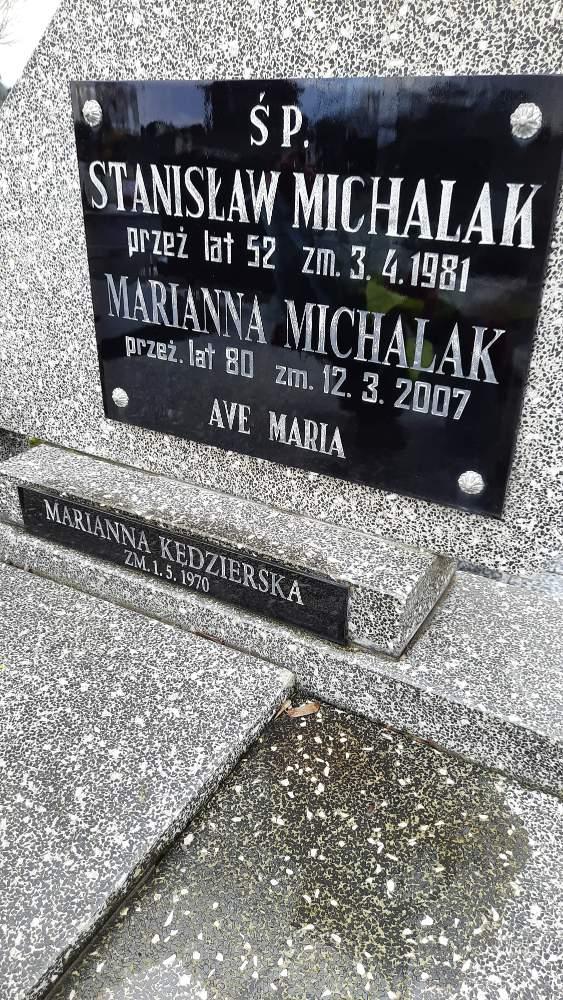 ŚP.
STANISŁAW MICHALAK
przeż lat 52 zm. 3. 4. 1981
MARIANNA MICHALAK
przeż. lat 80 zm. 12. 3. 2007
AVE MARIA
MARIANNA KĘDZIERSKA
ZM. 1. 5. 1970